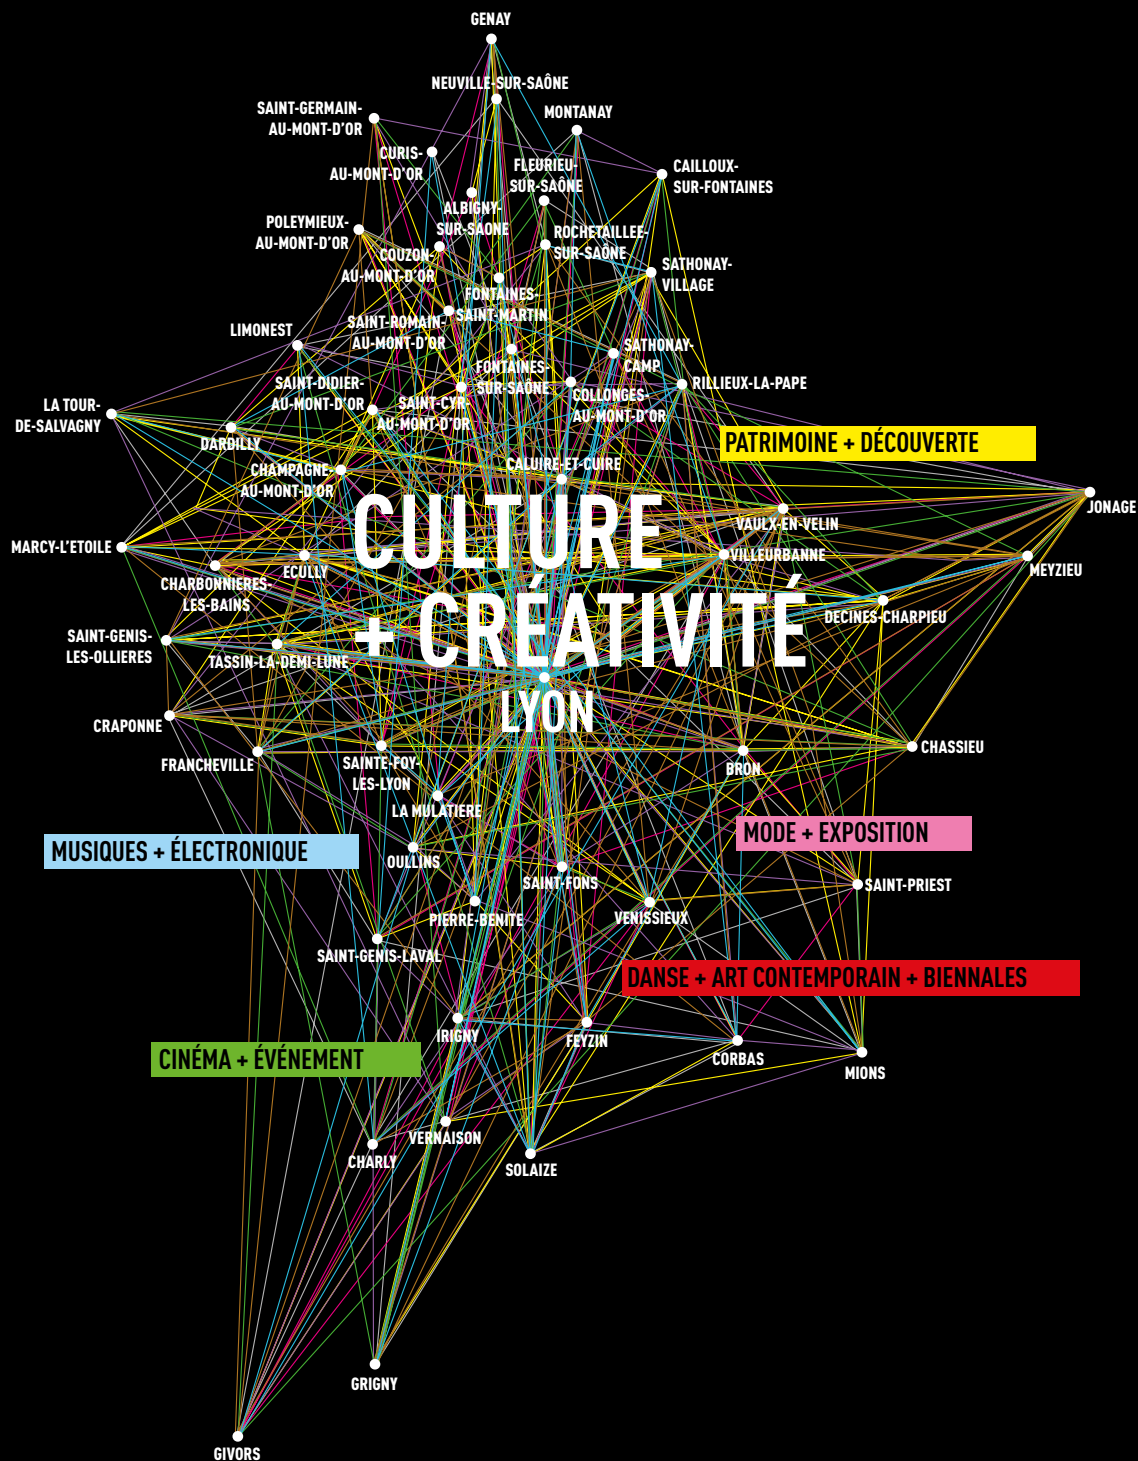 GENAY
NEUVILLE-SUR-SAÔNE
SAINT-GERMAIN-
AU-MONT-D'OR
MONTANAY
CURIS-
AU-MONT-D'OR
FLEURIEU-
SUR-SAÔNE
CAILLOUX-
SUR-FONTAINES
ALBIGNY-
SUR-SAONE
POLEYMIEUX-
AU-MONT-D'OR
ROCHETAILLEE-
SUR-SAÔNE
COUZON-
AU-MONT-D'OR
SATHONAY-
VILLAGE
FONTAINES-
SAINT-MARTIN
SAINT-ROMAIN-
AU-MONT-D'OR
LIMONEST
SATHONAY-
CAMP
FONTAINES-
SUR-SAÔNE
SAINT-DIDIER-
AU-MONT-D'OR
RILLIEUX-LA-PAPE
COLLONGES-
AU-MONT-D'OR
SAINT-CYR-
AU-MONT-D'OR
LA TOUR-
DE-SALVAGNY
DARDILLY
PATRIMOINE + DÉCOUVERTE
CALUIRE-ET-CUIRE
CHAMPAGNE-
AU-MONT-D'OR
JONAGE
CULTURE
+ CRÉATIVITÉ
LYON
VAULX-EN-VELIN
MARCY-L'ETOILE
VILLEURBANNE
MEYZIEU
ECULLY
CHARBONNIERES-
LES-BAINS
DECINES-CHARPIEU
SAINT-GENIS-
LES-OLLIERES
TASSIN-LA-DEMI-LUNE
CRAPONNE
CHASSIEU
FRANCHEVILLE
SAINTE-FOY-
LES-LYON
BRON
LA MULATIERE
MODE + EXPOSITION
MUSIQUES + ÉLECTRONIQUE
OULLINS
SAINT-FONS
SAINT-PRIEST
PIERRE-BENITE
VENISSIEUX
SAINT-GENIS-LAVAL
DANSE + ART CONTEMPORAIN + BIENNALES
IRIGNY
FEYZIN
CORBAS
CINÉMA + ÉVÉNEMENT
MIONS
VERNAISON
CHARLY
SOLAIZE
GRIGNY
GIVORS